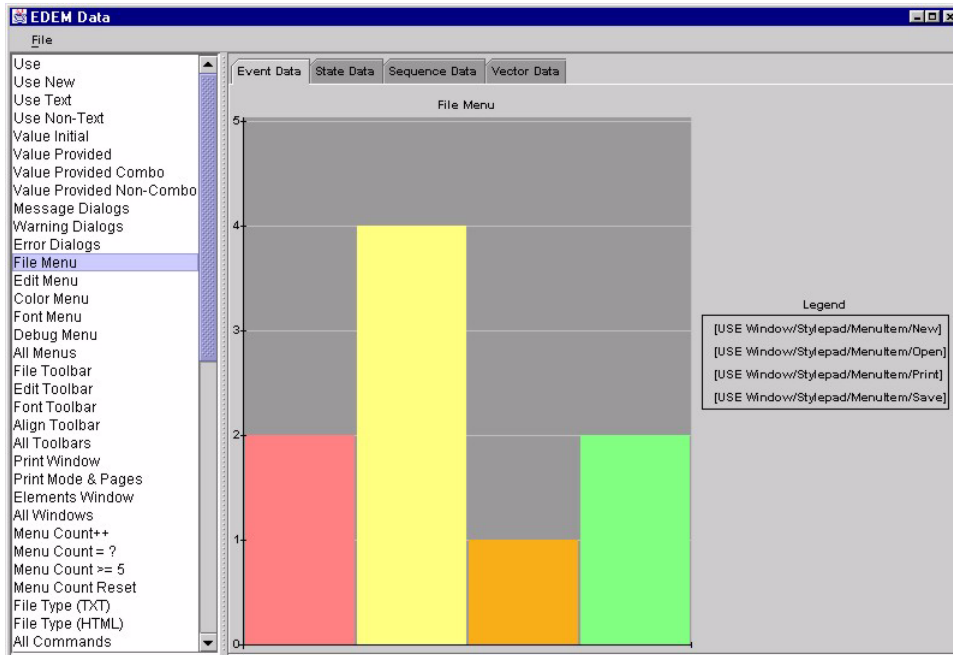 EDEM Data
File
Use
Use New
Use Text
Use Non-Text
Value Initial
Value Provided
Value Provided Combo
Value Provided Non-Combo
Message Dialogs
Warning Dialogs
Error Dialogs
File Menu
Edit Menu
Color Menu
Font Menu
Debug Menu
All Menus
File Toolbar
Edit Toolbar
Font Toolbar
Align Toolbar
All Toolbars
Print Window
Print Mode & Pages
Elements Window
All Windows
Menu Count++
Menu Count = ?
Menu Count >= 5
Menu Count Reset
File Type (TXT)
File Type (HTML)
All Commands
Event Data State Data Sequence Data Vector Data
File Menu
5
4
3
2
1
0
Legend
[USE Window/Stylepad/MenuItem/New]
[USE Window/Stylepad/MenuItem/Open]
[USE Window/Stylepad/MenuItem/Print]
[USE Window/Stylepad/MenuItem/Save]